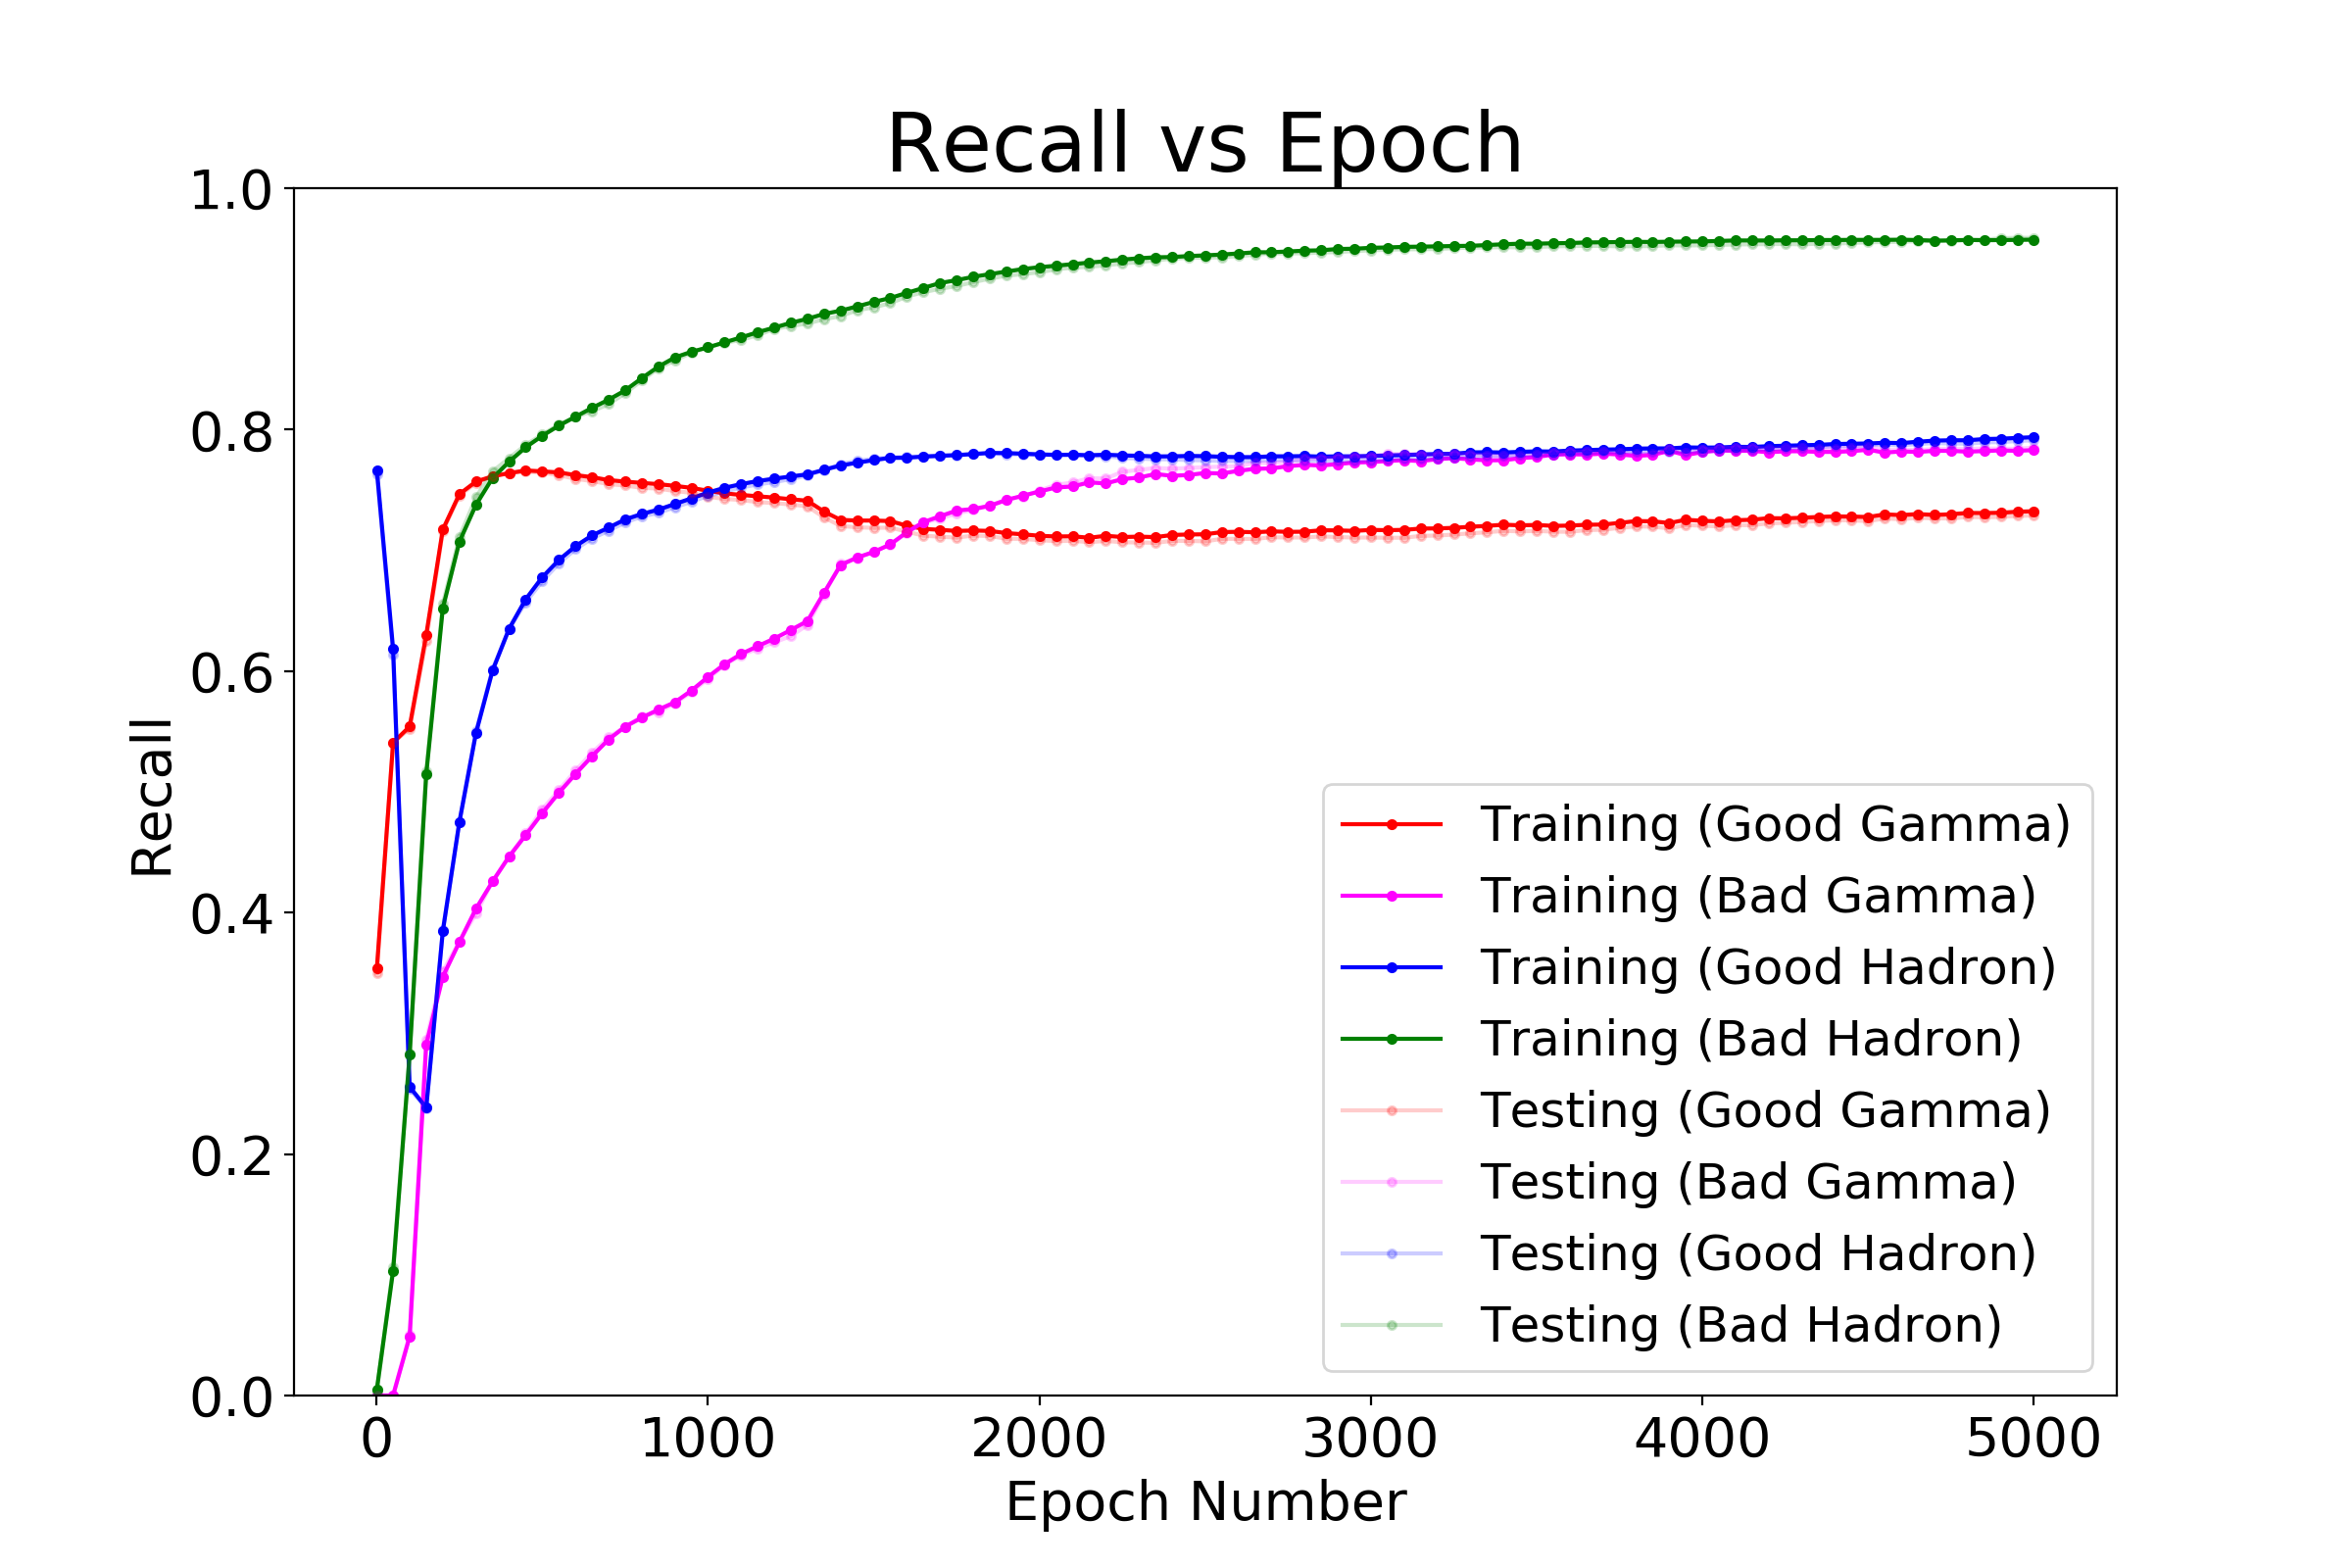 Recall vs Epoch
1.0
0.8
0.6
0.4
0.2
0.0
Recall
Training (Good Gamma)
Training (Bad Gamma)
Training (Good Hadron)
Training (Bad Hadron)
Testing (Good Gamma)
Testing (Bad Gamma)
Testing (Good Hadron)
Testing (Bad Hadron)
0 1000 2000 3000 4000 5000
Epoch Number